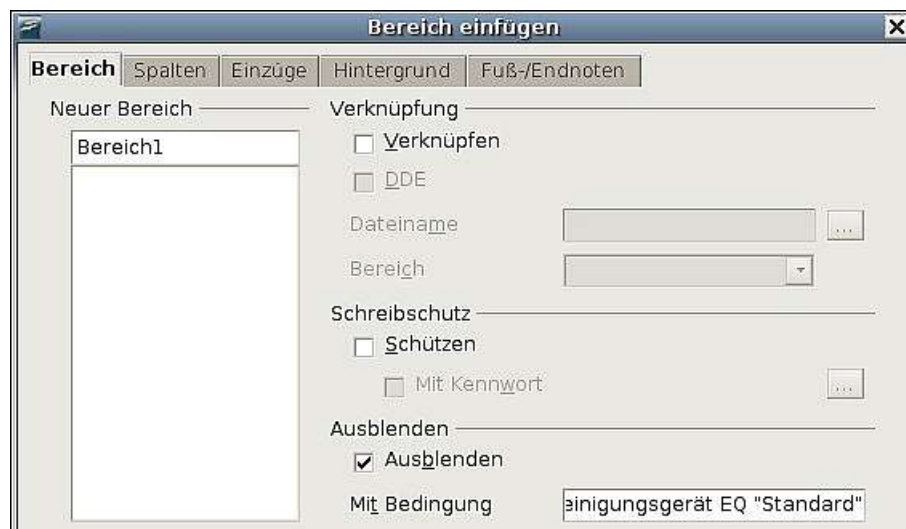 Bereich einfügen
Bereich Spalten Einzüge Hintergrund Fuß-/Endnoten
Neuer Bereich
Bereich1
Verknüpfung
Verknüpfen
DDE
Dateiname ...
Bereich
Schreibschutz
Schützen
Mit Kennwort ...
Ausblenden
Ausblenden
Mit Bedingung einigungsgerät EQ "Standard"